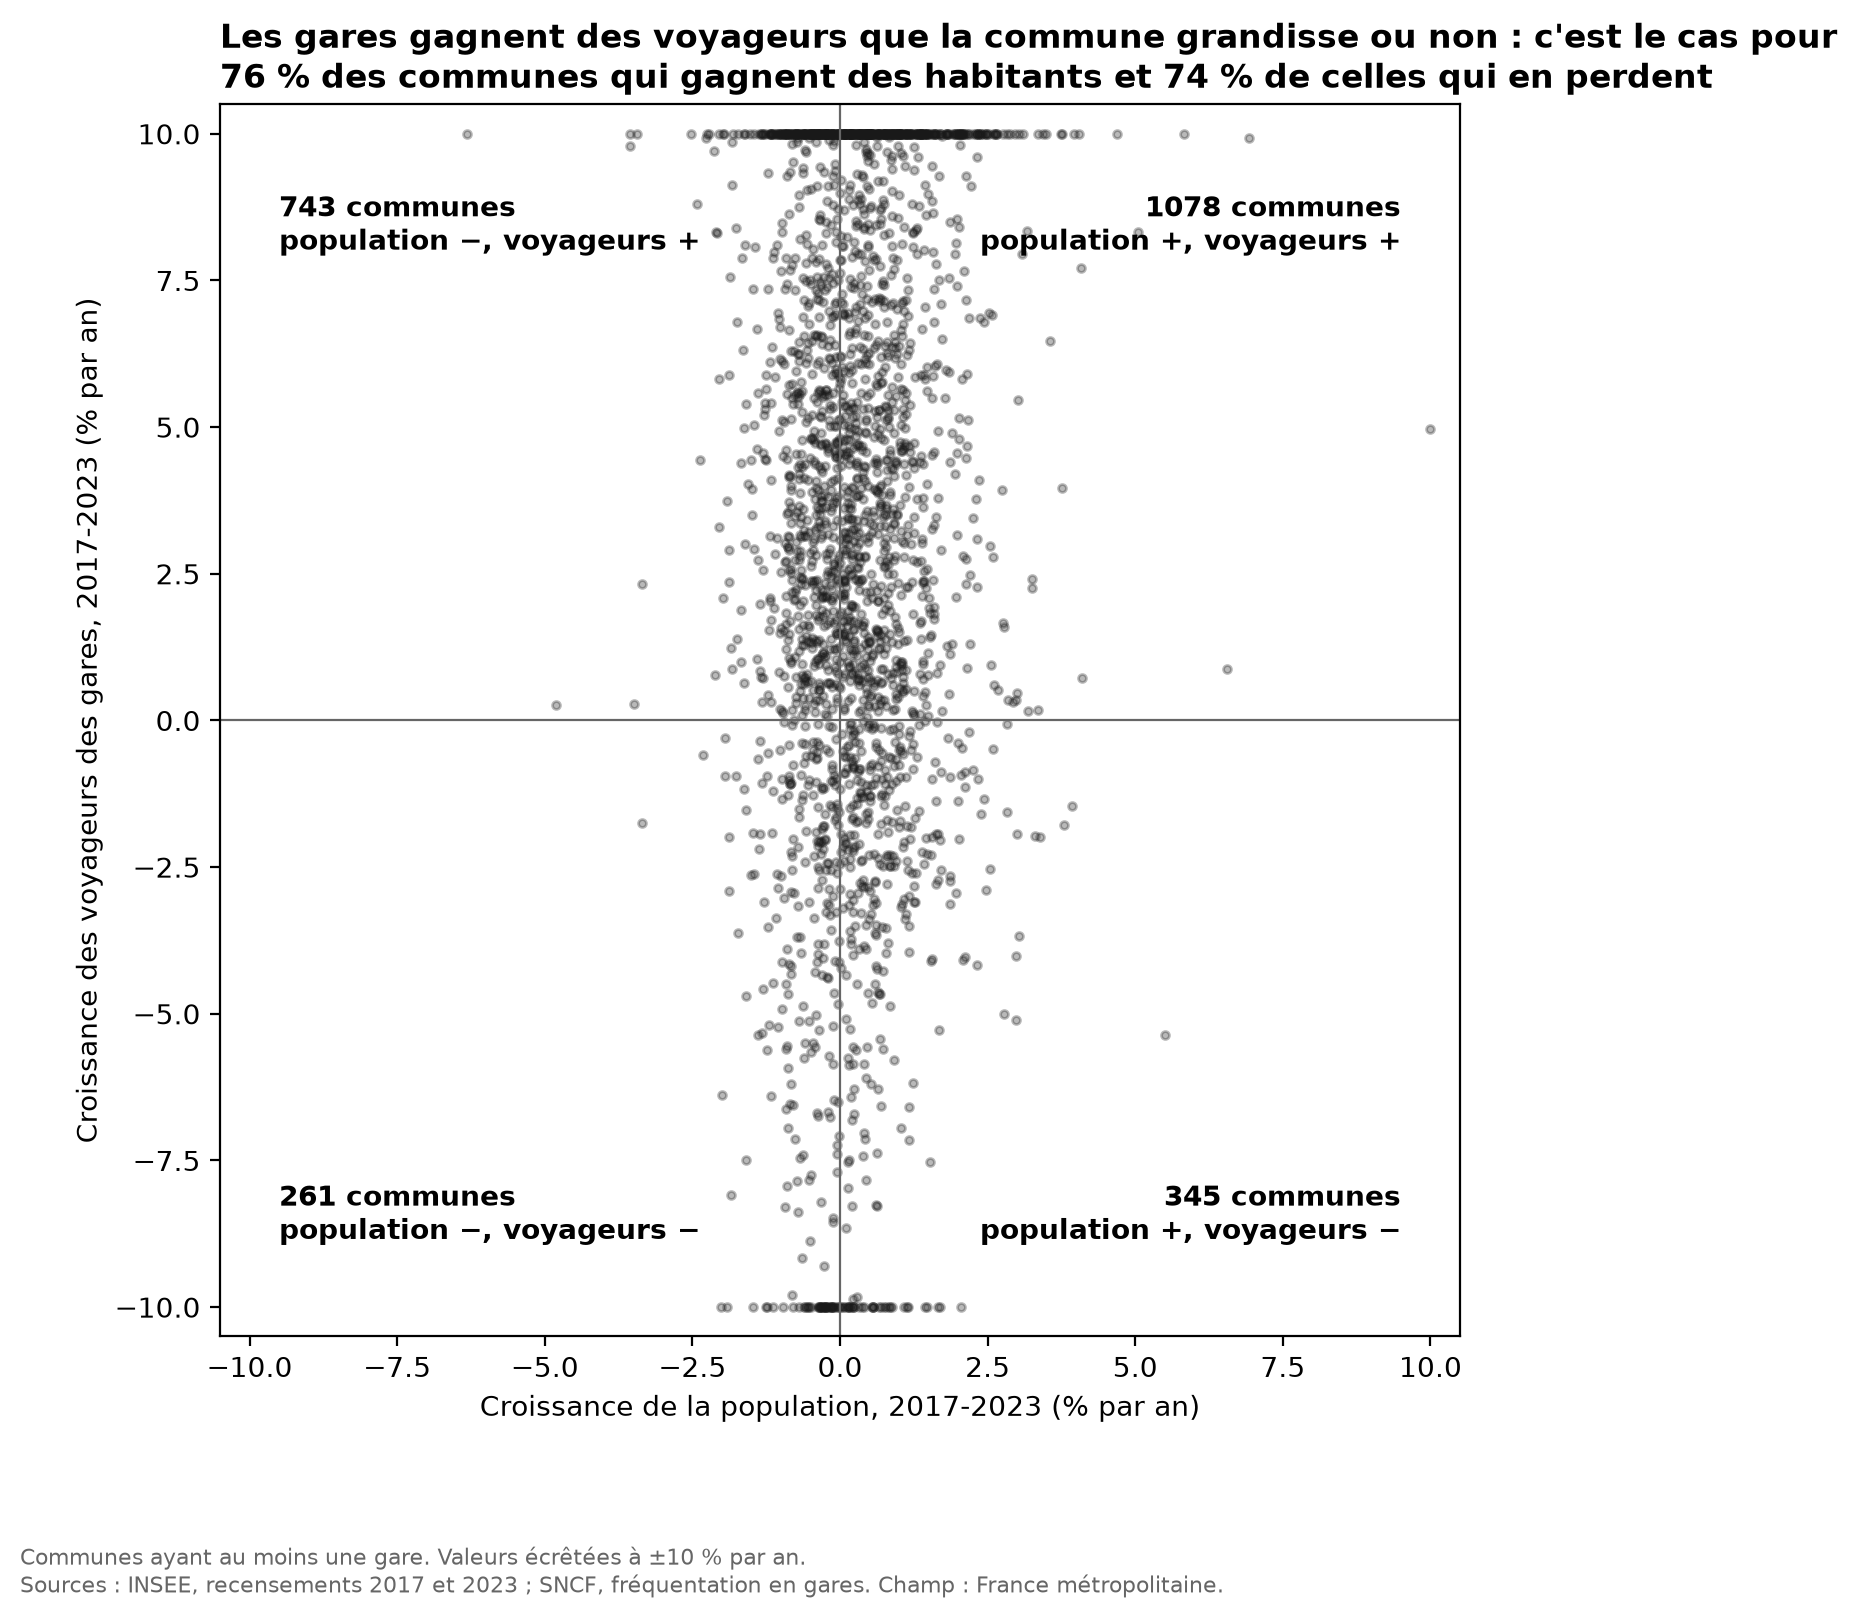 Les gares gagnent des voyageurs que la commune grandisse ou non : c'est le cas pour
76 % des communes qui gagnent des habitants et 74 % de celles qui en perdent
Croissance des voyageurs des gares, 2017-2023 (% par an)
10.0
7.5
5.0
2.5
0.0
−2.5
−5.0
−7.5
−10.0
743 communes
population −, voyageurs +
1078 communes
population +, voyageurs +
261 communes
population −, voyageurs −
345 communes
population +, voyageurs −
−10.0
−7.5
−5.0
−2.5
0.0
2.5
5.0
7.5
10.0
Croissance de la population, 2017-2023 (% par an)
Communes ayant au moins une gare. Valeurs écrêtées à ±10 % par an.
Sources : INSEE, recensements 2017 et 2023 ; SNCF, fréquentation en gares. Champ : France métropolitaine.